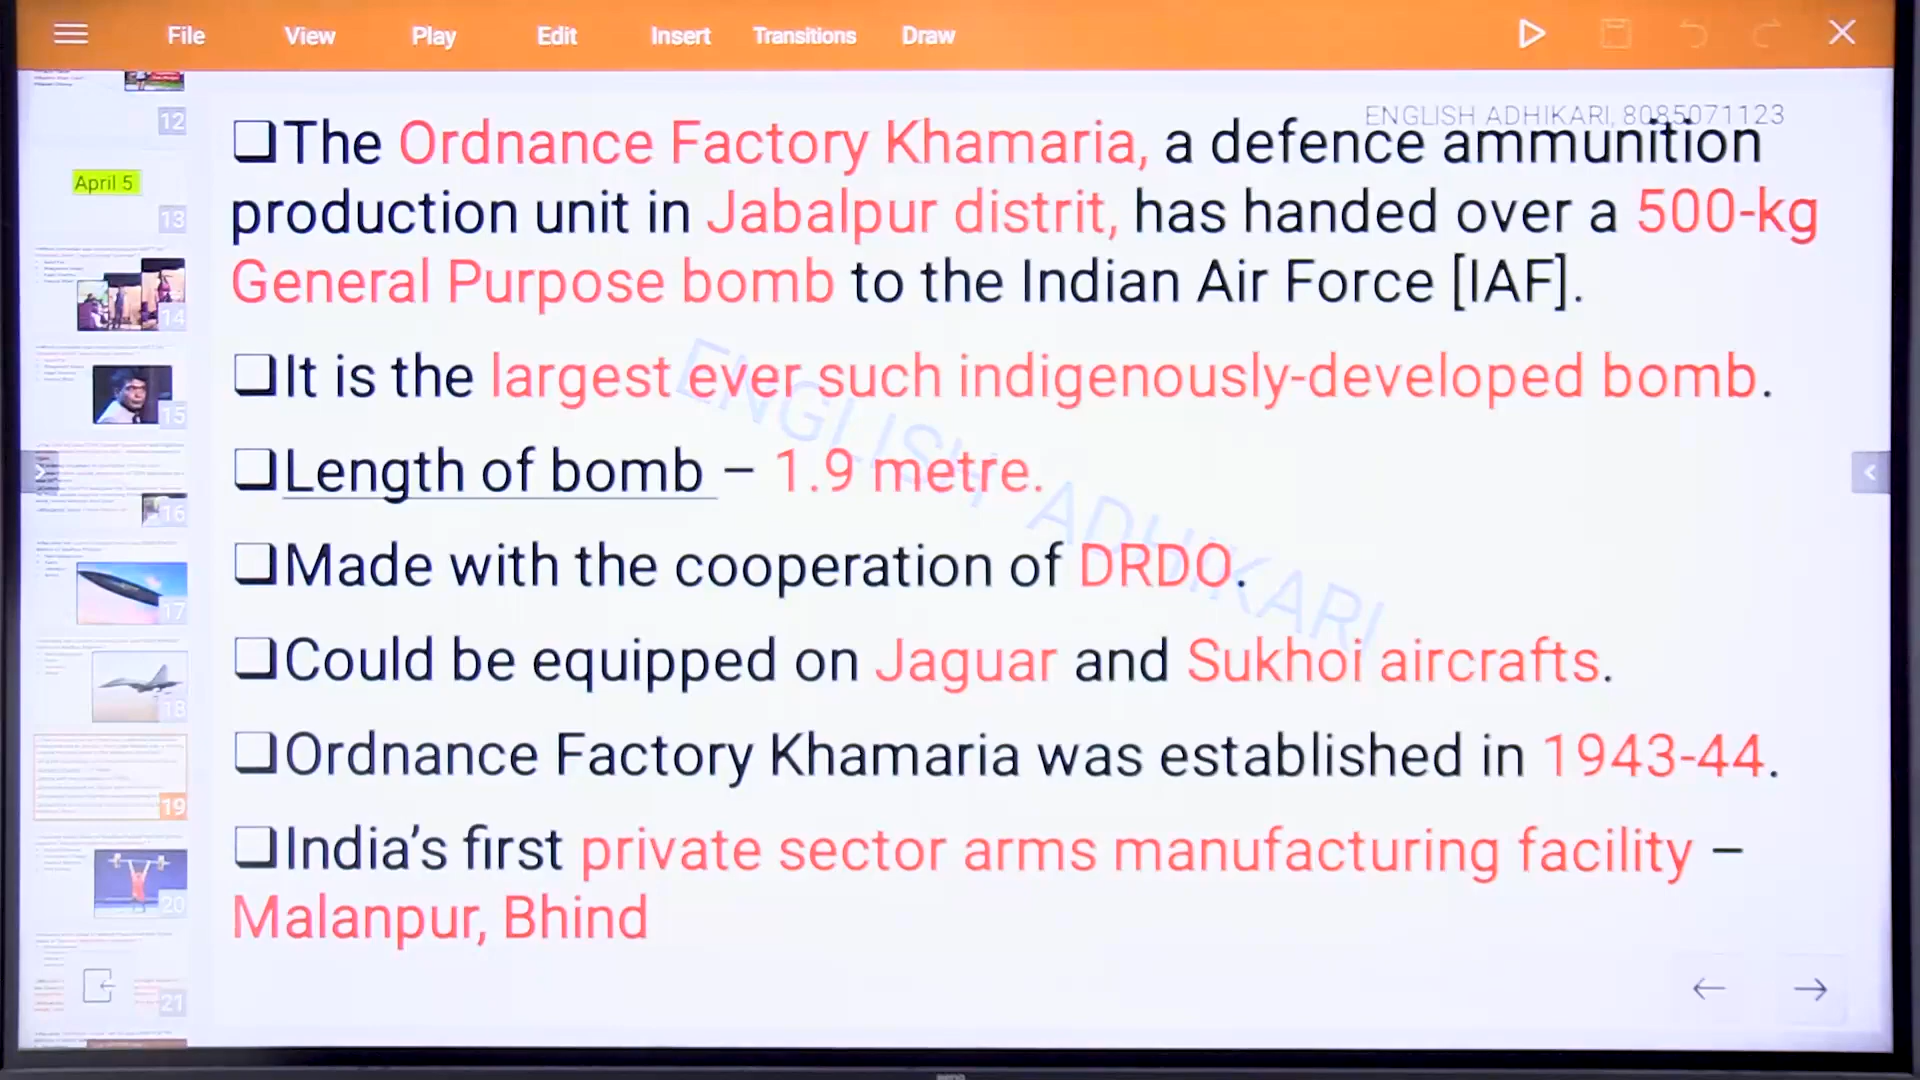 File View Play Edit Insert Transitions Draw
ENGLISH ADHIKARI, 8085071123
❑The Ordnance Factory Khamaria, a defence ammunition
production unit in Jabalpur distrit, has handed over a 500-kg
General Purpose bomb to the Indian Air Force [IAF].
❑It is the largest ever such indigenously-developed bomb.
❑Length of bomb – 1.9 metre.
❑Made with the cooperation of DRDO.
❑Could be equipped on Jaguar and Sukhoi aircrafts.
❑Ordnance Factory Khamaria was established in 1943-44.
❑India's first private sector arms manufacturing facility –
Malanpur, Bhind
ENGLISH ADHIKARI
12
April 5
13
14
15
16
17
18
19
20
21